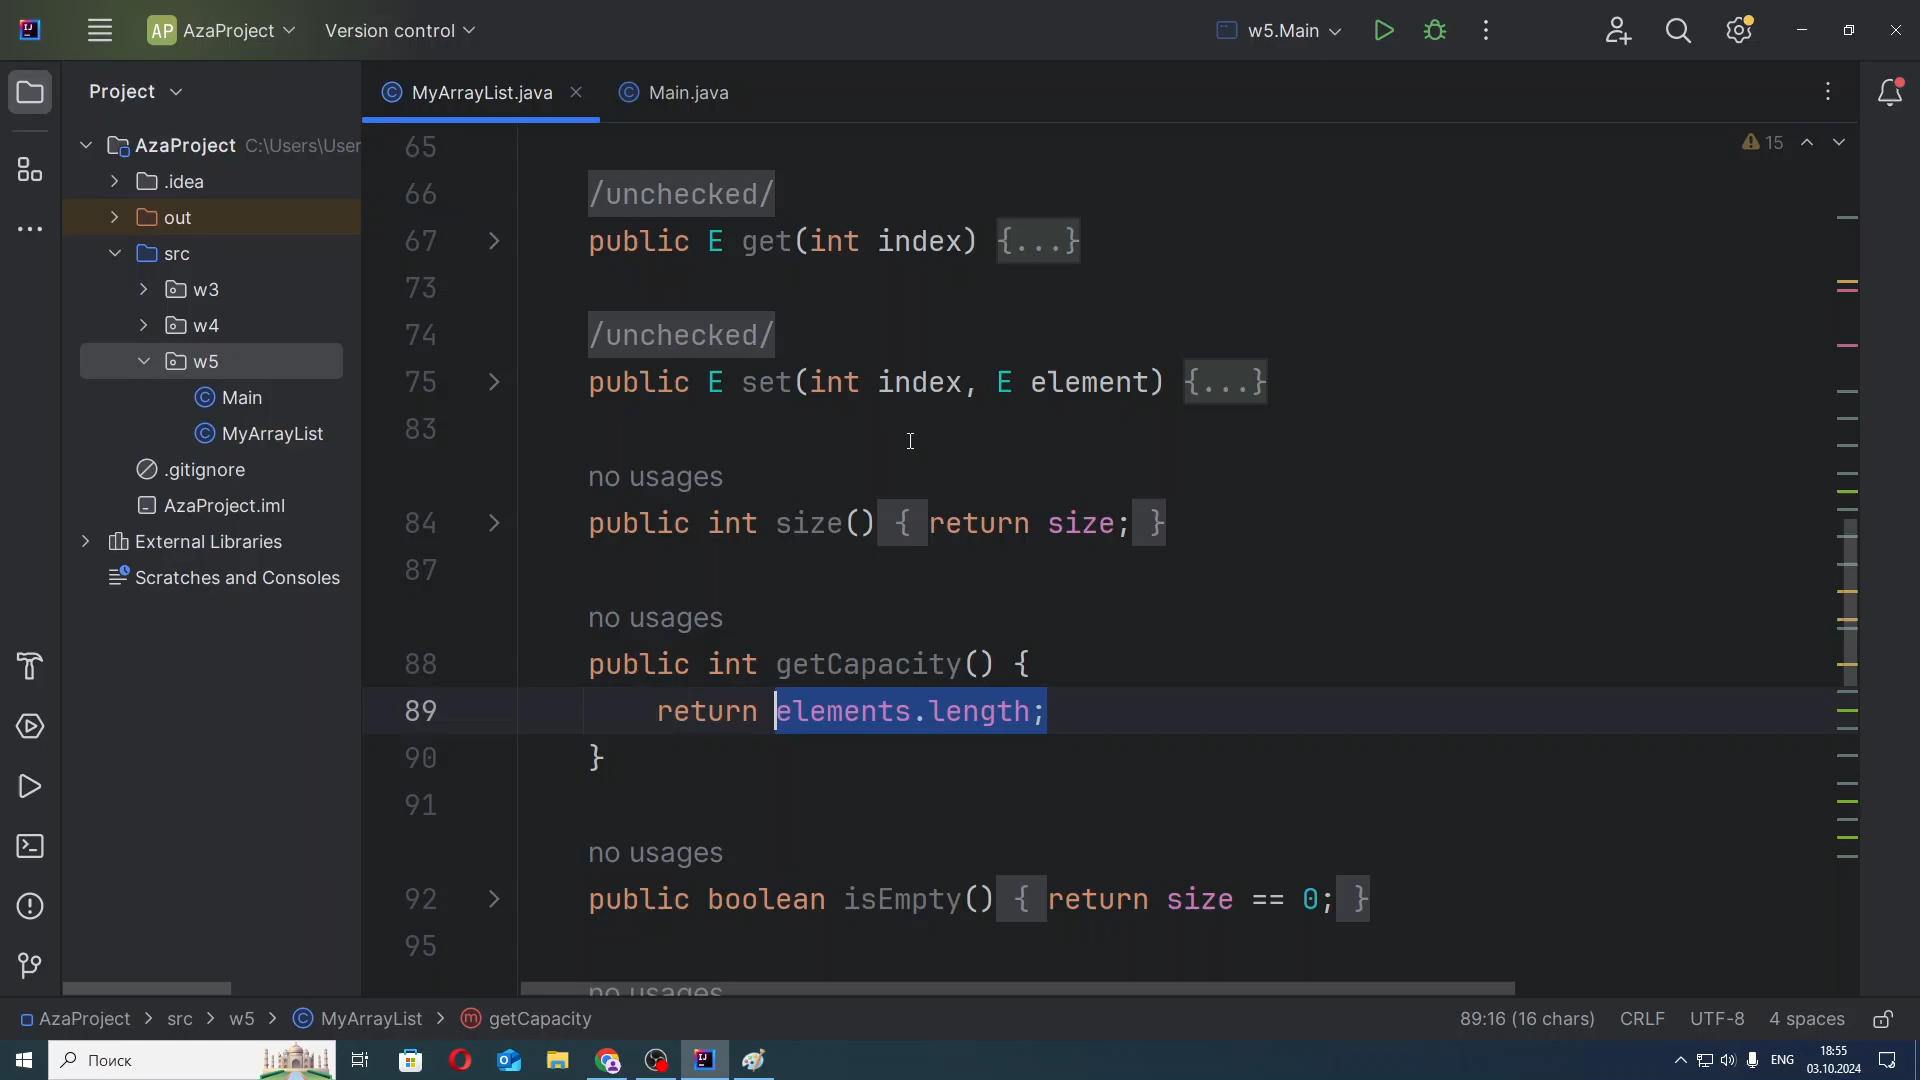 AP AzaProject Version control w5.Main
Project MyArrayList.java Main.java
AzaProject C:\Users\User
.idea
out
src
w3
w4
w5
Main
MyArrayList
.gitignore
AzaProject.iml
External Libraries
Scratches and Consoles
15
65
66 /unchecked/
67 public E get(int index) {...}
73
74 /unchecked/
75 public E set(int index, E element) {...}
83
no usages
84 public int size() { return size; }
87
no usages
88 public int getCapacity() {
89 return elements.length;
90 }
91
no usages
92 public boolean isEmpty() { return size == 0; }
95
no usages
AzaProject > src > w5 > MyArrayList > getCapacity 89:16 (16 chars) CRLF UTF-8 4 spaces
Поиск ENG 18:55
03.10.2024